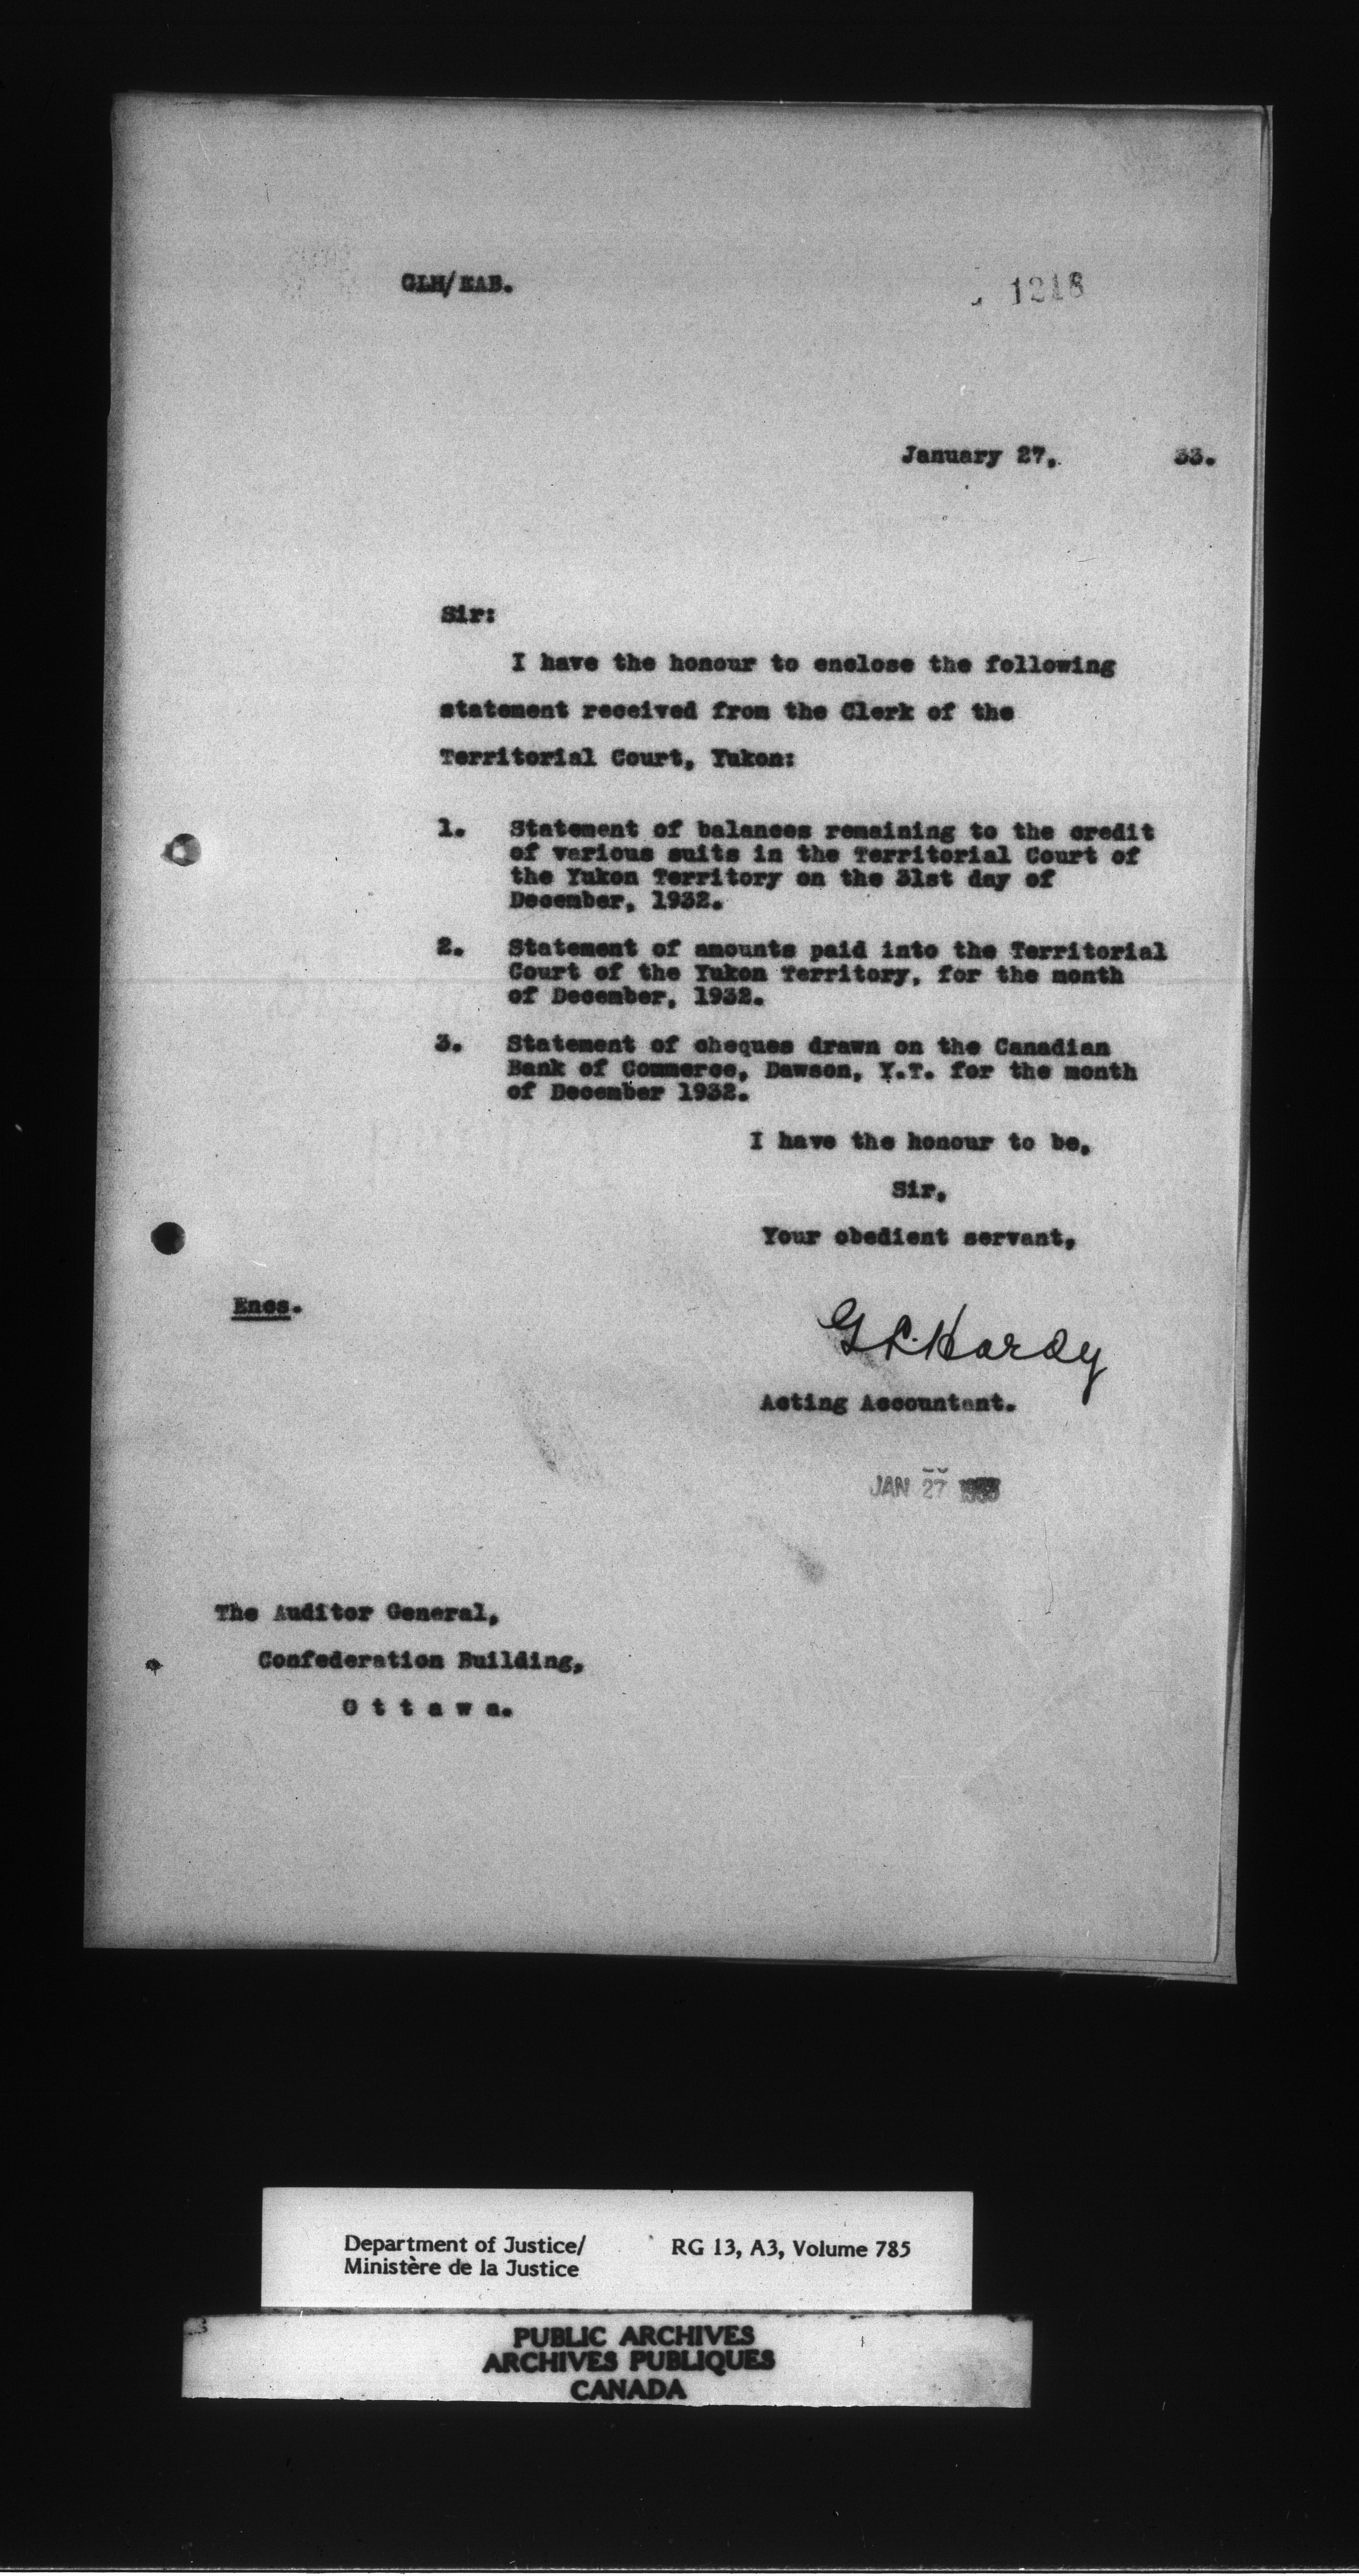 GLH/EAB.
1218
January 27, 33.
Sir:
I have the honour to enclose the following
statement received from the Clerk of the
Territorial Court, Yukon:
1. Statement of balances remaining to the credit
of various suits in the Territorial Court of
the Yukon Territory on the 31st day of
December, 1932.
2. Statement of amounts paid into the Territorial
Court of the Yukon Territory, for the month
of December, 1932.
3. Statement of cheques drawn on the Canadian
Bank of Commerce, Dawson, Y.T. for the month
of December 1932.
I have the honour to be,
Sir,
Your obedient servant,
Encs.
G L. Hardy
Acting Accountant.
JAN 27 1933
The Auditor General,
Confederation Building,
O t t a w a.
Department of Justice/
Ministère de la Justice
RG 13, A3, Volume 785
PUBLIC ARCHIVES
ARCHIVES PUBLIQUES
CANADA